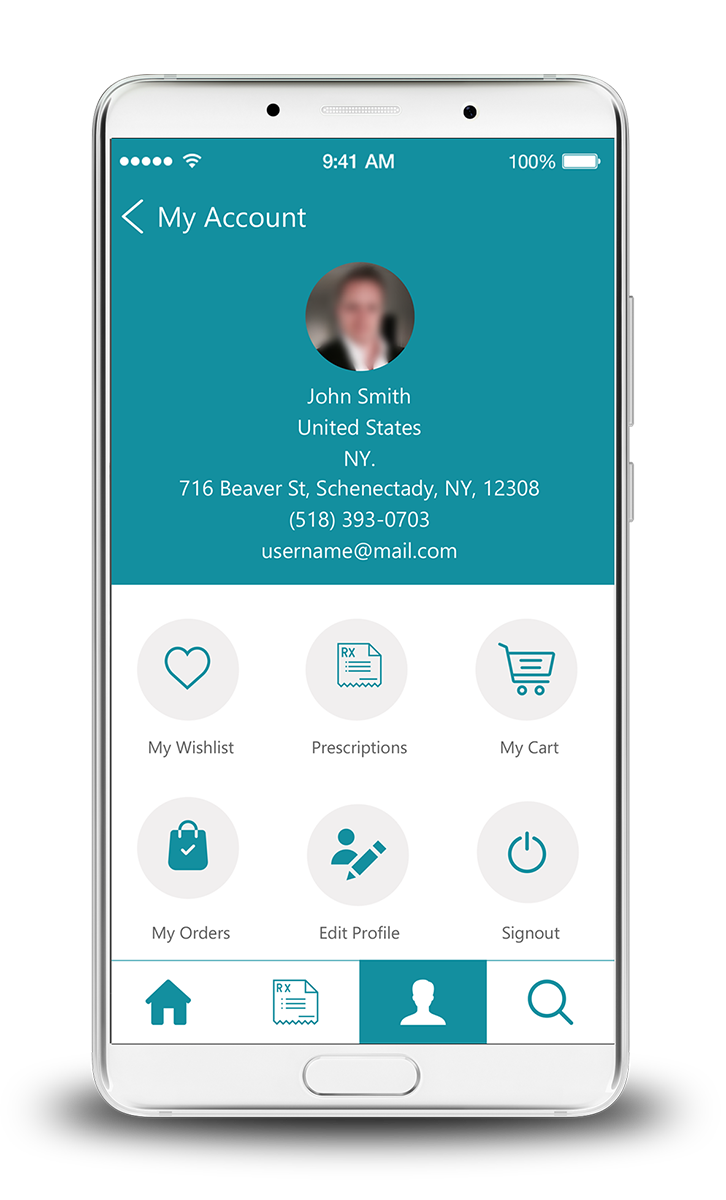 9:41 AM 100%
My Account
John Smith
United States
NY.
716 Beaver St, Schenectady, NY, 12308
(518) 393-0703
username@mail.com
RX
My Wishlist Prescriptions My Cart
My Orders Edit Profile Signout
RX